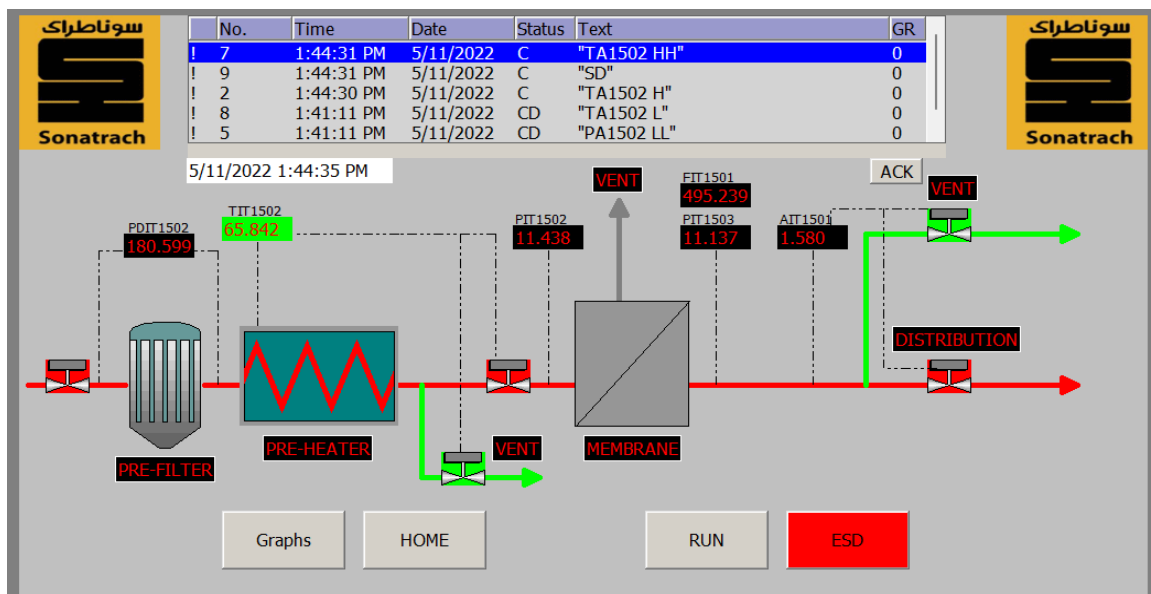 سوناطراك
Sonatrach
No. Time Date Status Text GR
! 7 1:44:31 PM 5/11/2022 C "TA1502 HH" 0
! 9 1:44:31 PM 5/11/2022 C "SD" 0
! 2 1:44:30 PM 5/11/2022 C "TA1502 H" 0
! 8 1:41:11 PM 5/11/2022 CD "TA1502 L" 0
! 5 1:41:11 PM 5/11/2022 CD "PA1502 LL" 0
سوناطراك
Sonatrach
5/11/2022 1:44:35 PM
ACK
VENT
FIT1501
495.239
VENT
TIT1502
65.842
PDIT1502
180.599
PIT1502
11.438
PIT1503
11.137
AIT1501
1.580
DISTRIBUTION
PRE-FILTER
PRE-HEATER
VENT
MEMBRANE
Graphs
HOME
RUN
ESD